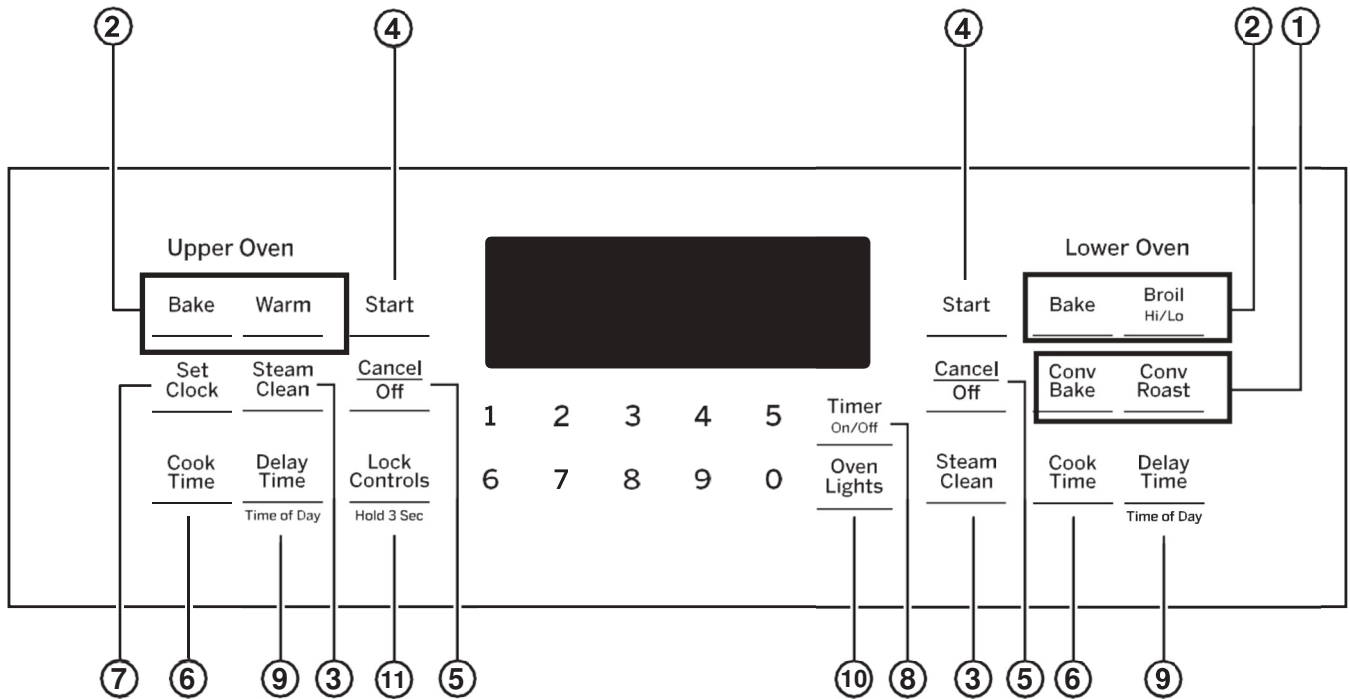 2 4 4 2 1
Upper Oven
Lower Oven
Bake Warm Start
Start Bake Broil
Hi/Lo
Set Clock
Steam Clean
Cancel
Off
Cancel
Off
Conv Bake
Conv Roast
1 2 3 4 5
Timer
On/Off
Cook Time
Delay Time
Time of Day
Lock Controls
Hold 3 Sec
6 7 8 9 0
Oven Lights
Steam Clean
Cook Time
Delay Time
Time of Day
7 6 9 3 11 5 10 8 3 5 6 9